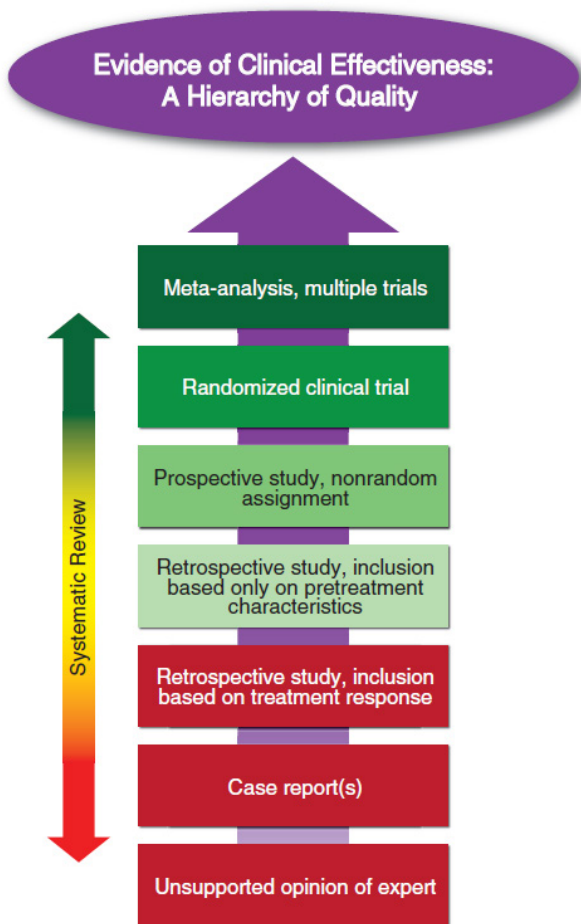 Evidence of Clinical Effectiveness:
A Hierarchy of Quality
Meta-analysis, multiple trials
Randomized clinical trial
Prospective study, nonrandom
assignment
Retrospective study, inclusion
based only on pretreatment
characteristics
Retrospective study, inclusion
based on treatment response
Case report(s)
Unsupported opinion of expert
Systematic Review